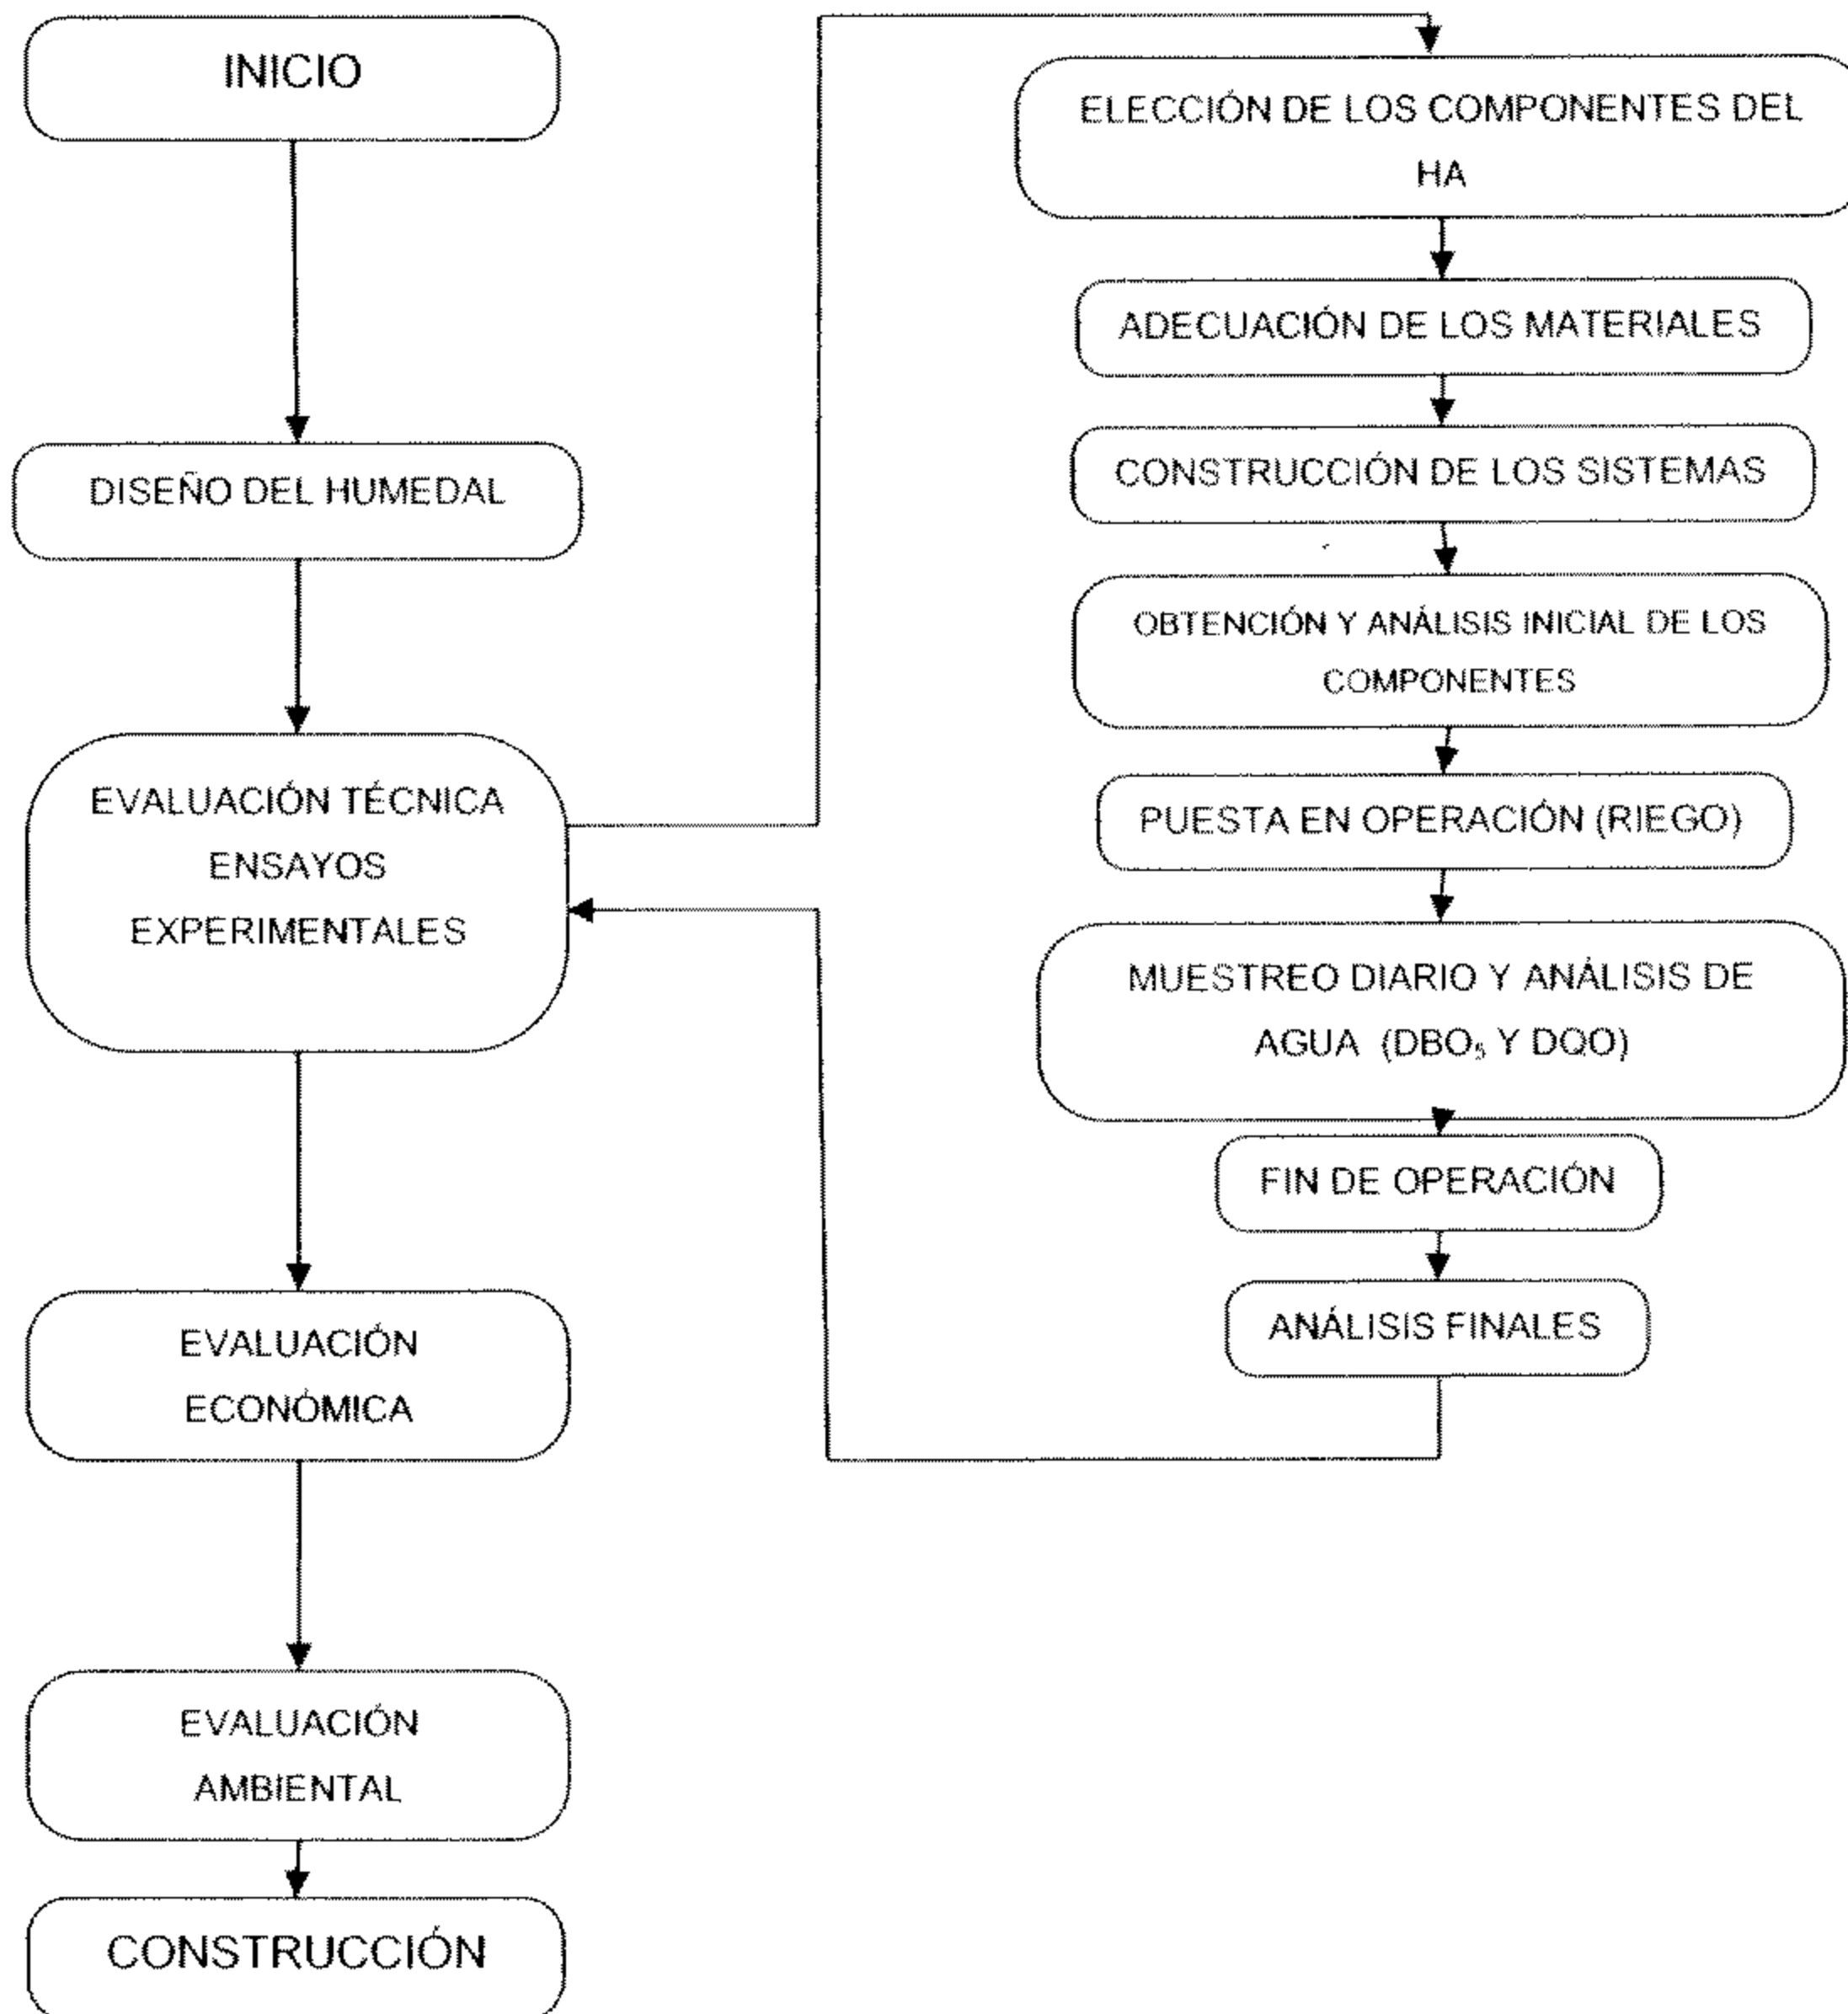 INICIO
DISEÑO DEL HUMEDAL
EVALUACIÓN TÉCNICA
ENSAYOS
EXPERIMENTALES
EVALUACIÓN
ECONÓMICA
EVALUACIÓN
AMBIENTAL
CONSTRUCCIÓN
ELECCIÓN DE LOS COMPONENTES DEL
HA
ADECUACIÓN DE LOS MATERIALES
CONSTRUCCIÓN DE LOS SISTEMAS
OBTENCIÓN Y ANÁLISIS INICIAL DE LOS
COMPONENTES
PUESTA EN OPERACIÓN (RIEGO)
MUESTREO DIARIO Y ANÁLISIS DE
AGUA (DBO₅ Y DQO)
FIN DE OPERACIÓN
ANÁLISIS FINALES